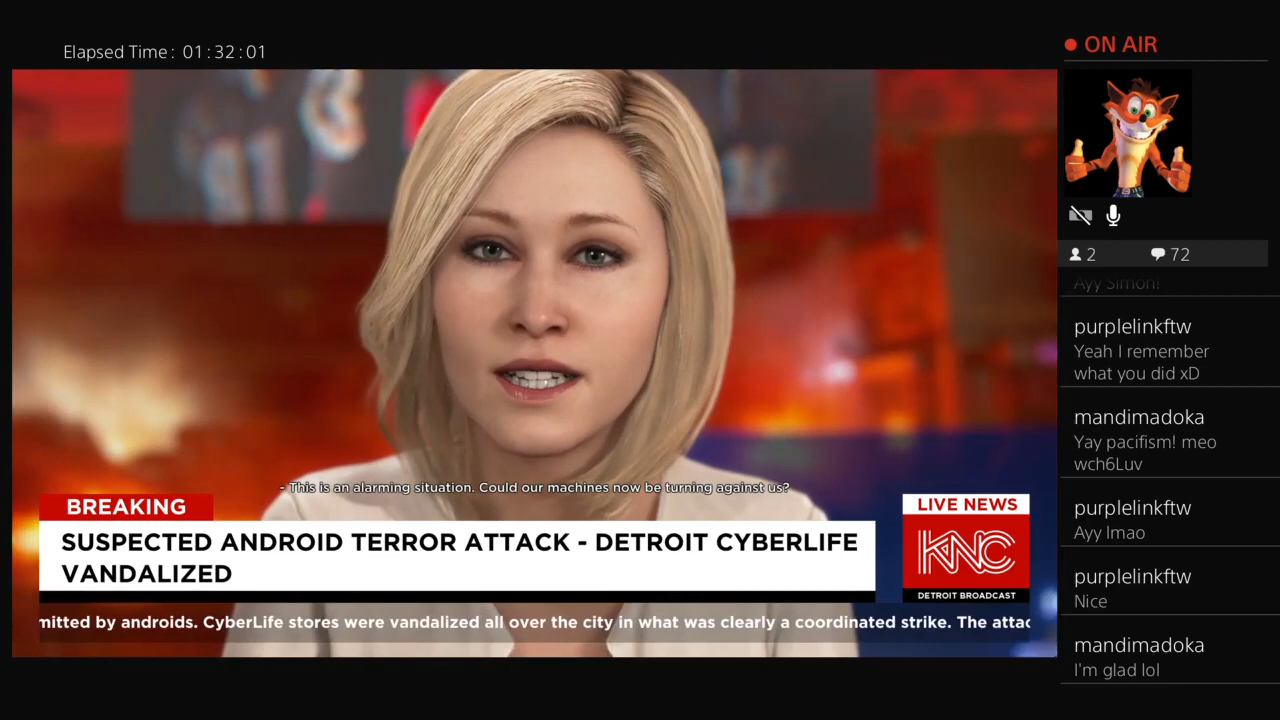 Elapsed Time: 01:32:01
ON AIR
2 72
Ayy Simon!
purplelinkftw
Yeah I remember
what you did xD
mandimadoka
Yay pacifism! meo
wch6Luv
purplelinkftw
Ayy lmao
purplelinkftw
Nice
mandimadoka
I'm glad lol
- This is an alarming situation. Could our machines now be turning against us?
BREAKING
SUSPECTED ANDROID TERROR ATTACK - DETROIT CYBERLIFE
VANDALIZED
LIVE NEWS
KNC
DETROIT BROADCAST
mitted by androids. CyberLife stores were vandalized all over the city in what was clearly a coordinated strike. The attac